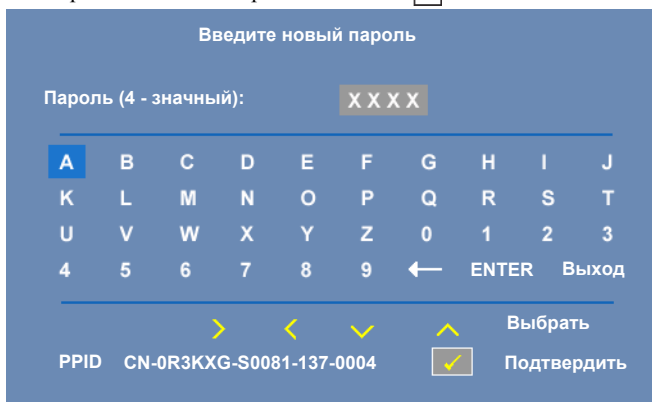 Введите новый пароль
Пароль (4 - значный): X X X X
A B C D E F G H I J
K L M N O P Q R S T
U V W X Y Z 0 1 2 3
4 5 6 7 8 9 ← ENTER Выход
> < ∨ ∧ Выбрать
PPID CN-0R3KXG-S0081-137-0004 ✓ Подтвердить